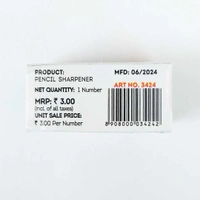 PRODUCT:
PENCIL SHARPENER
NET QUANTITY: 1 Number
MRP: ₹ 3.00
(incl. of all taxes)
UNIT SALE PRICE:
₹ 3.00 Per Number
MFD: 06/2024
ART NO. 3424
8908000034242